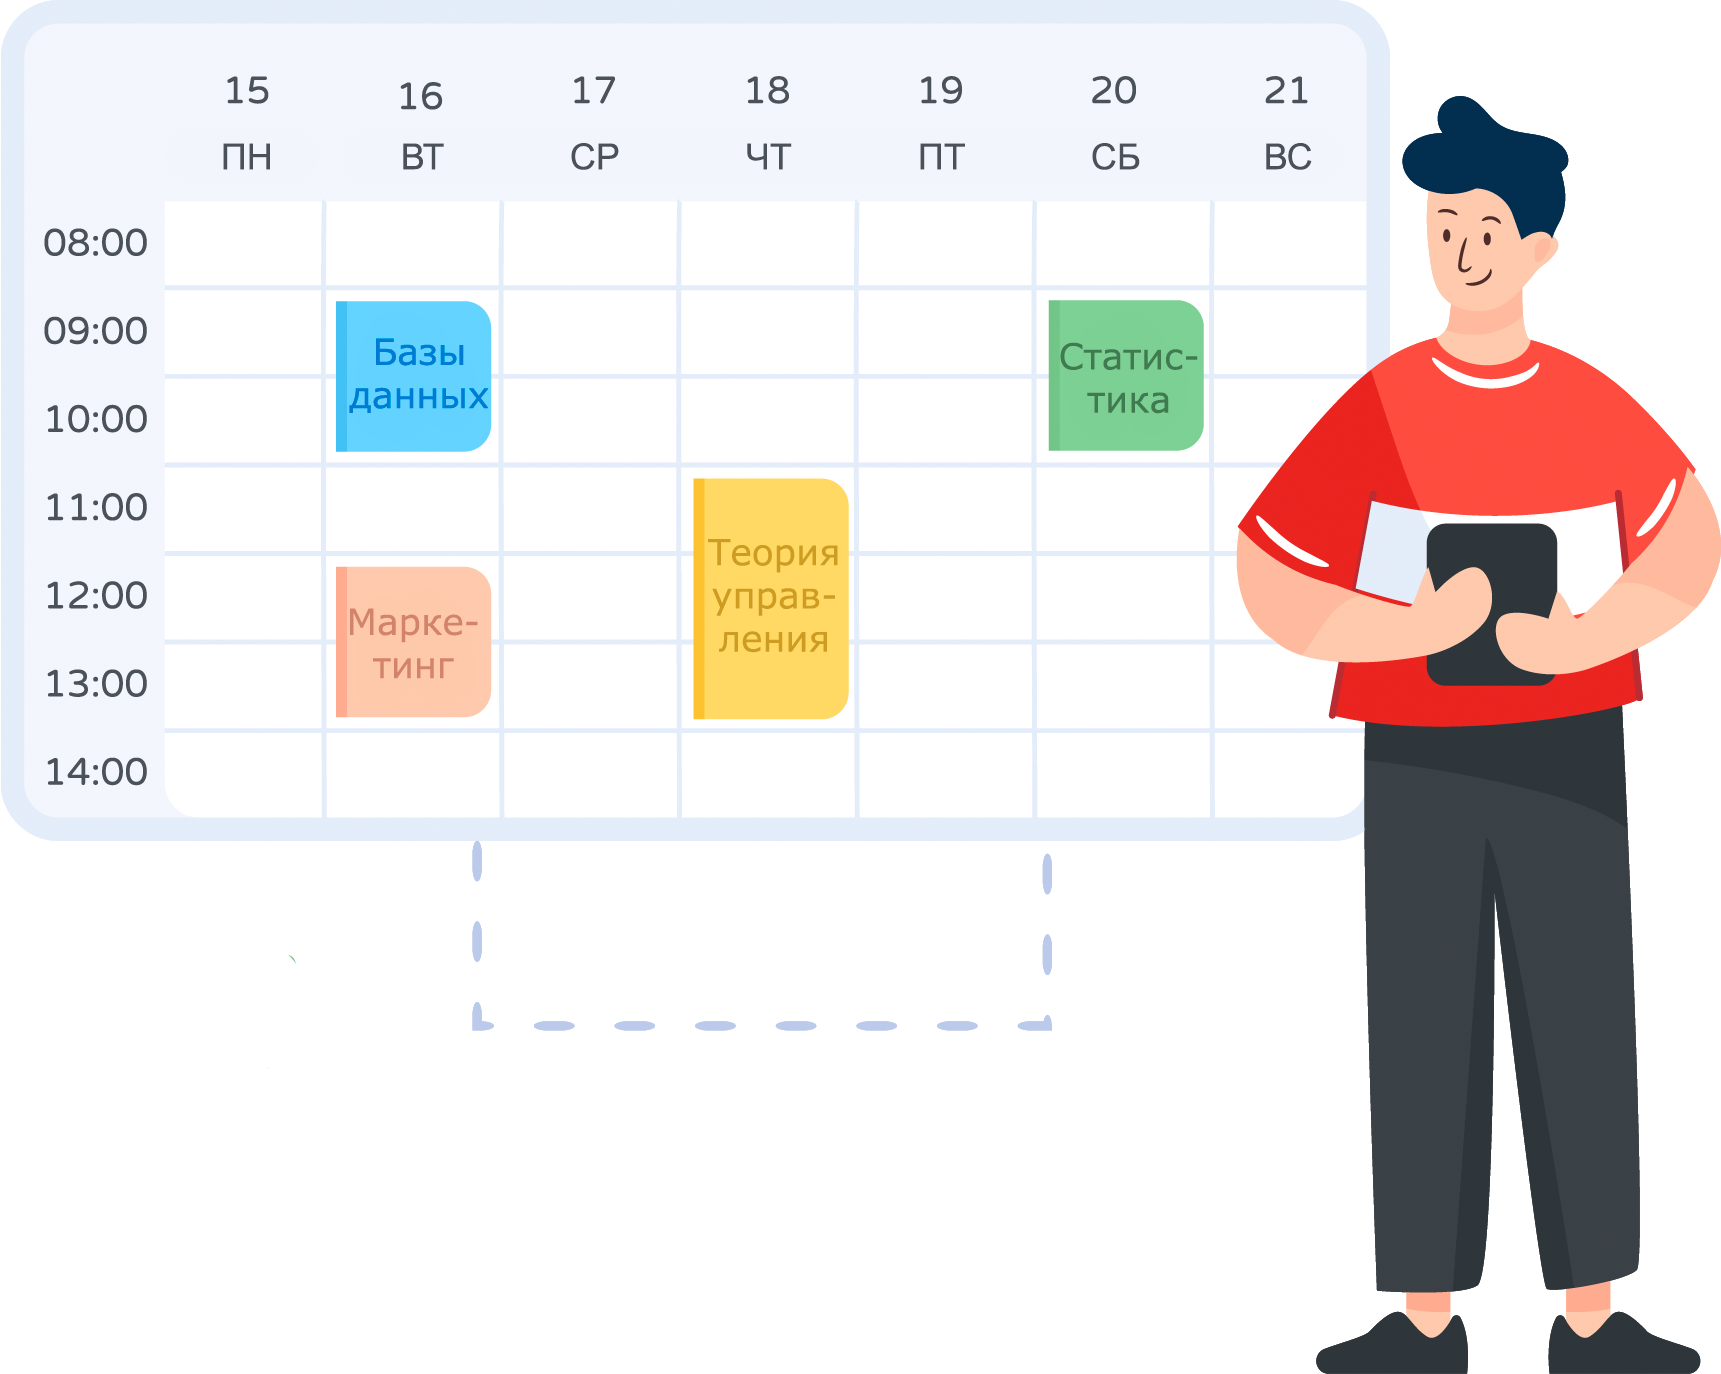 15 16 17 18 19 20 21
ПН ВТ СР ЧТ ПТ СБ ВС
08:00
09:00
Базы
данных
Статис-
тика
10:00
11:00
Теория
управ-
ления
12:00
Марке-
тинг
13:00
14:00